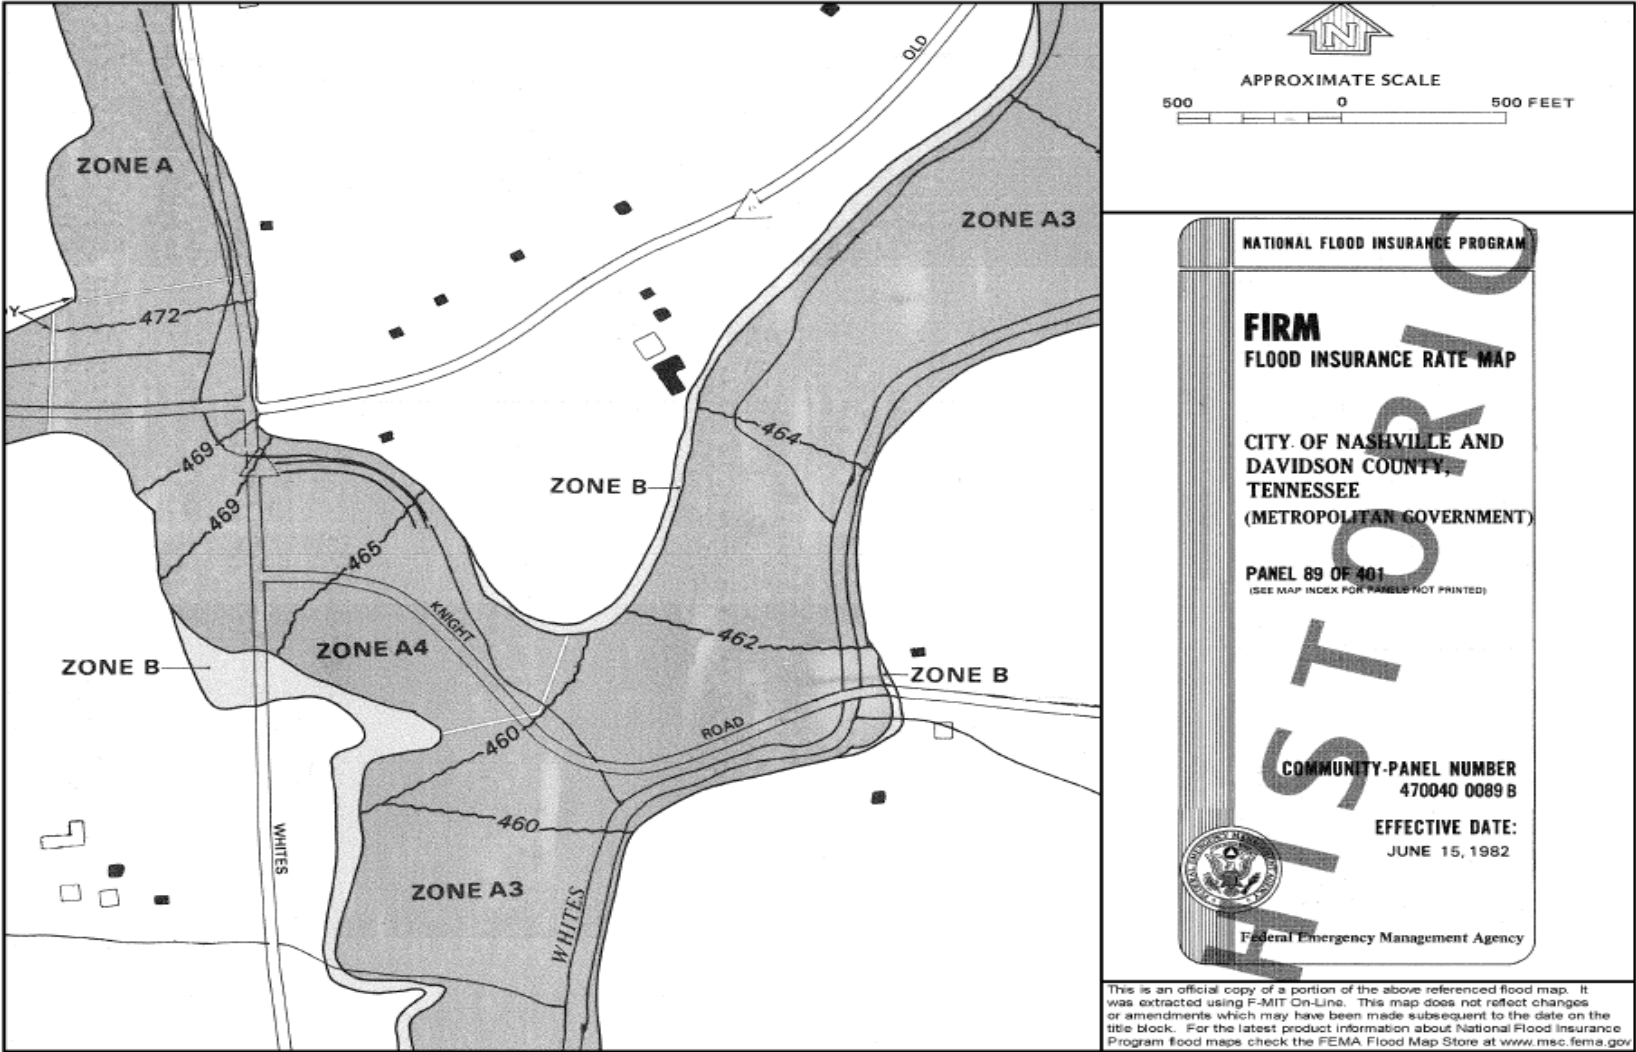 OLD
ZONE A
ZONE A3
Y
472
469
464
469
ZONE B
465
KNIGHT
462
ZONE A4
ZONE B
ZONE B
460
ROAD
460
WHITES
ZONE A3
WHITES
N
APPROXIMATE SCALE
500 0 500 FEET
NATIONAL FLOOD INSURANCE PROGRAM
FIRM
FLOOD INSURANCE RATE MAP
CITY OF NASHVILLE AND
DAVIDSON COUNTY,
TENNESSEE
(METROPOLITAN GOVERNMENT)
PANEL 89 OF 401
(SEE MAP INDEX FOR PANELS NOT PRINTED)
COMMUNITY-PANEL NUMBER
470040 0089 B
EFFECTIVE DATE:
JUNE 15, 1982
FEDERAL EMERGENCY MANAGEMENT AGENCY
Federal Emergency Management Agency
HISTORIC
This is an official copy of a portion of the above referenced flood map. It
was extracted using F-MIT On-Line. This map does not reflect changes
or amendments which may have been made subsequent to the date on the
title block. For the latest product information about National Flood Insurance
Program flood maps check the FEMA Flood Map Store at www.msc.fema.gov